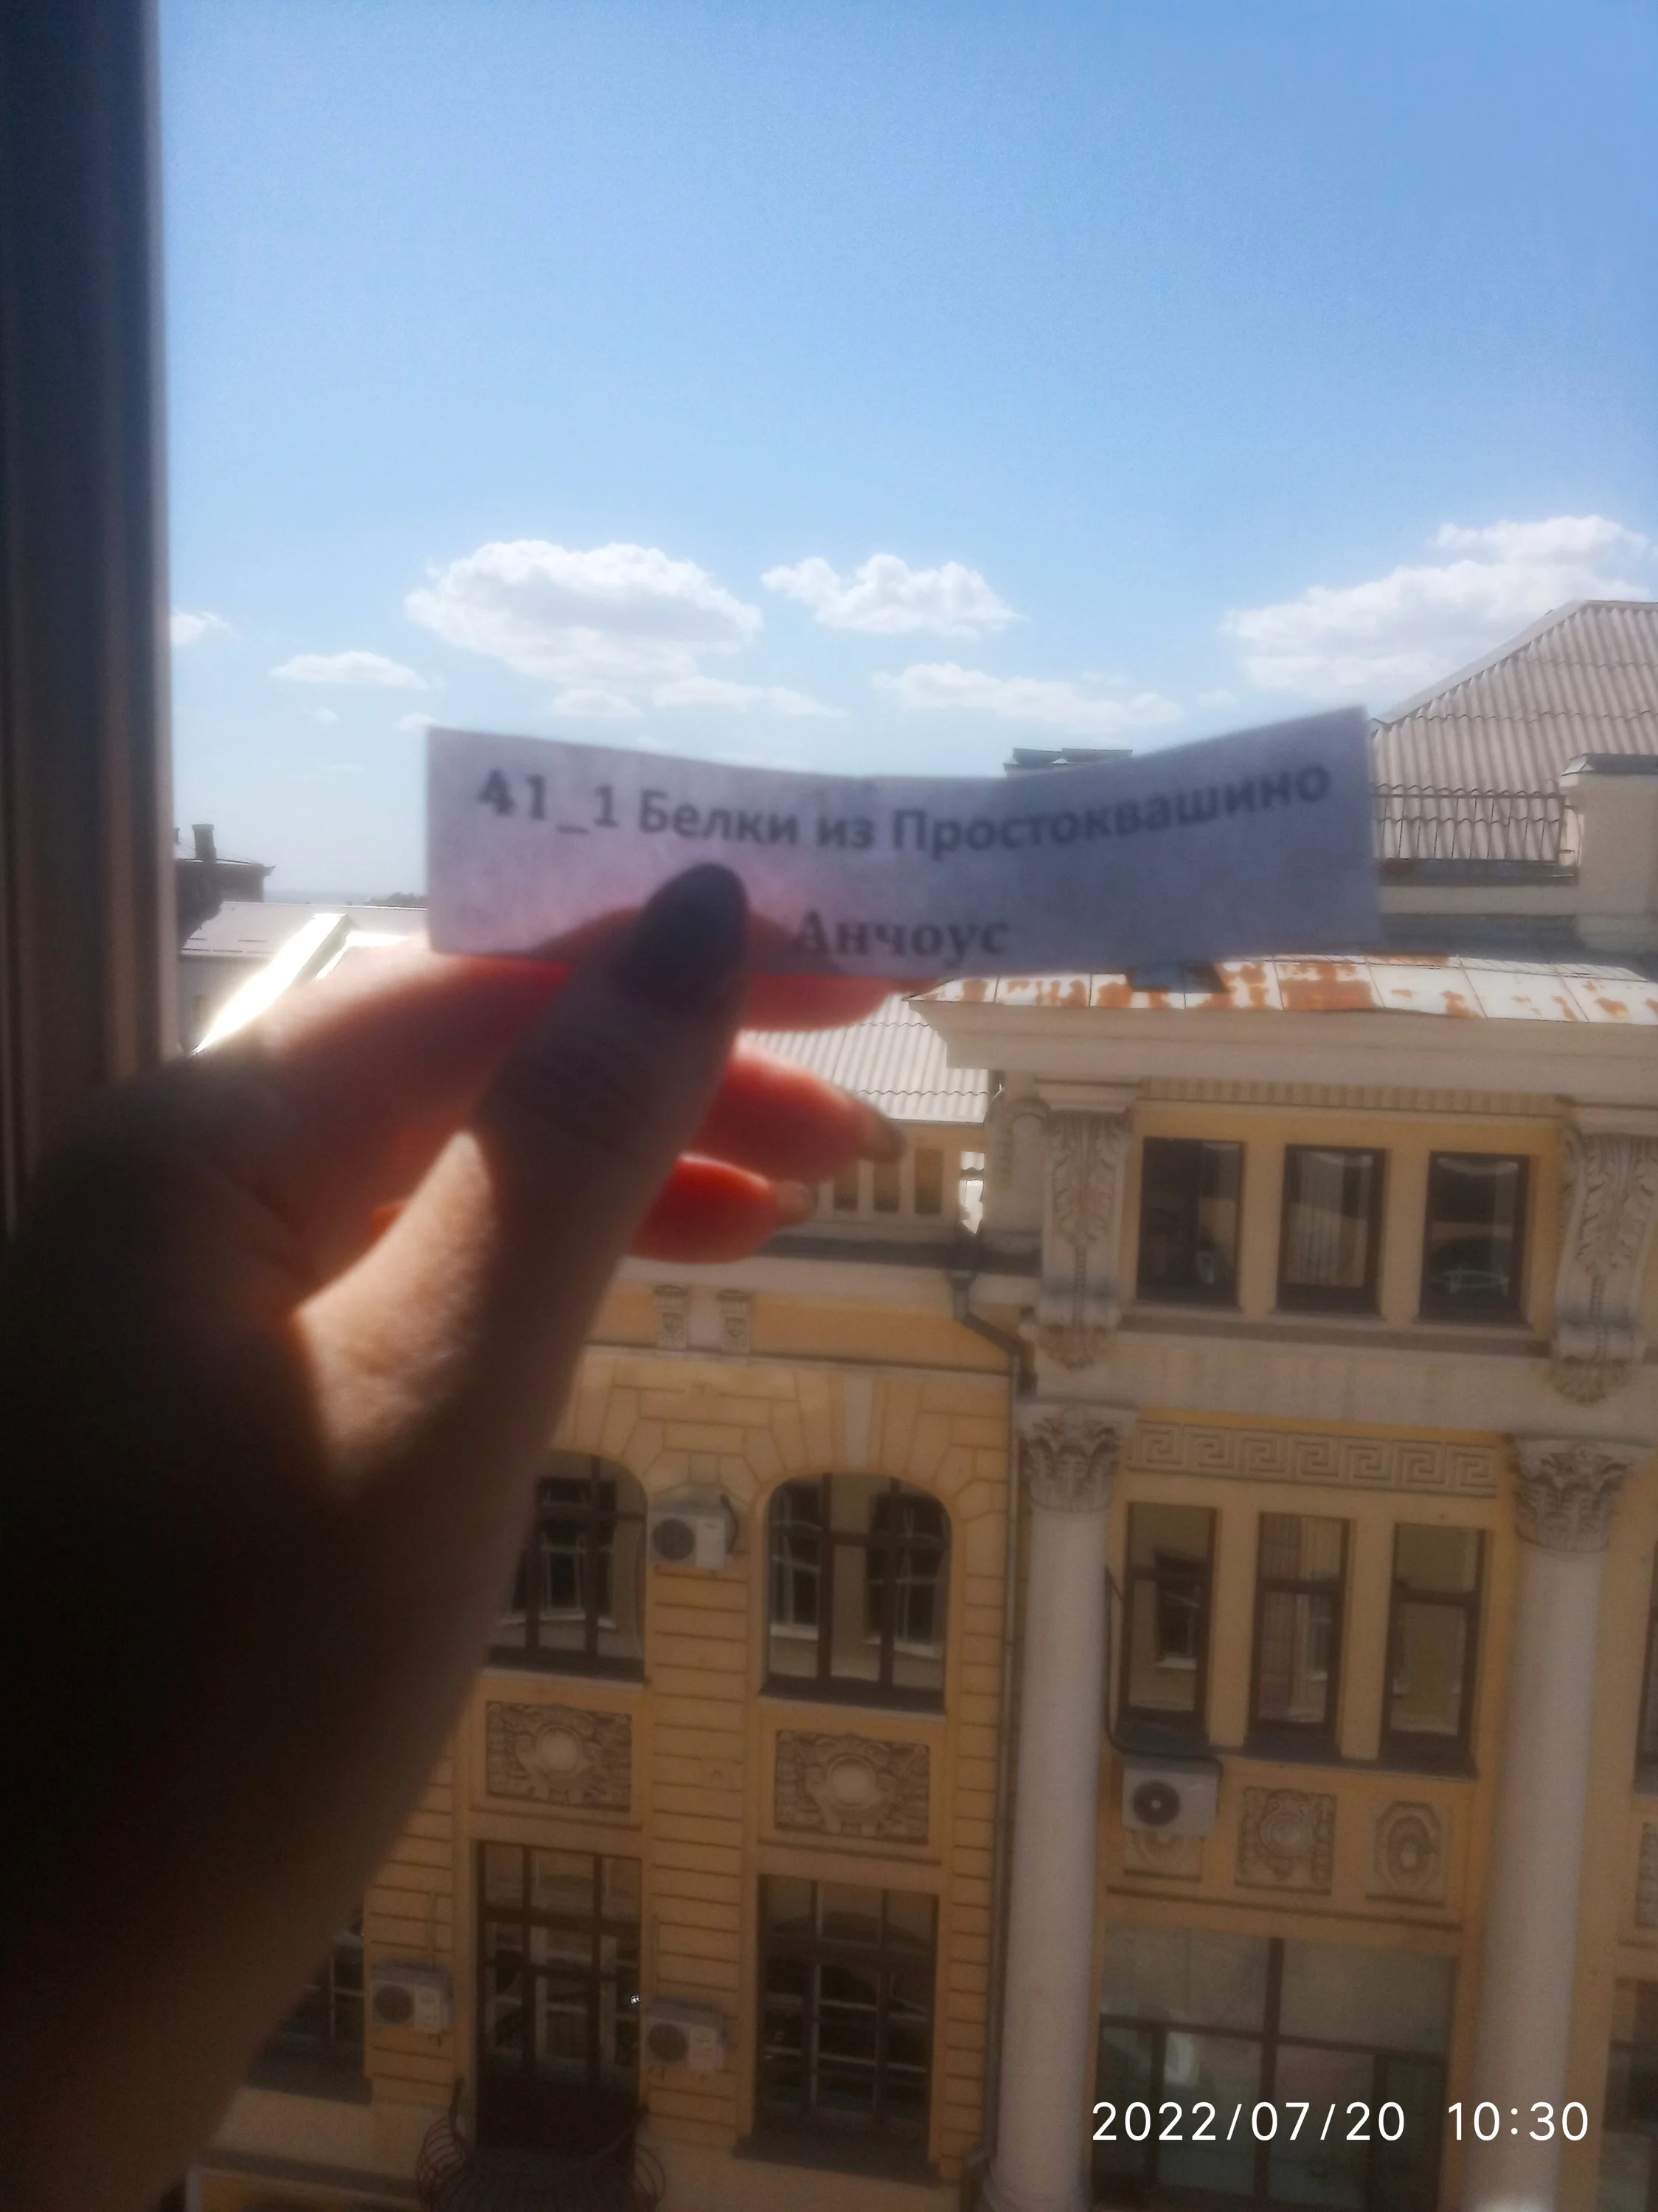 41_1 Белки из Простоквашино
Анчоус
2022/07/20 10:30